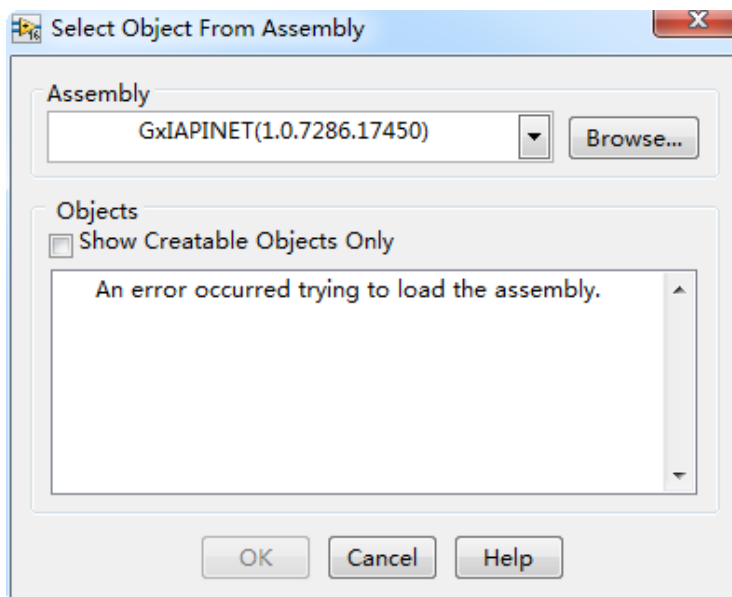 Select Object From Assembly
Assembly
GxIAPINET(1.0.7286.17450)
Browse...
Objects
Show Creatable Objects Only
An error occurred trying to load the assembly.
OK
Cancel
Help